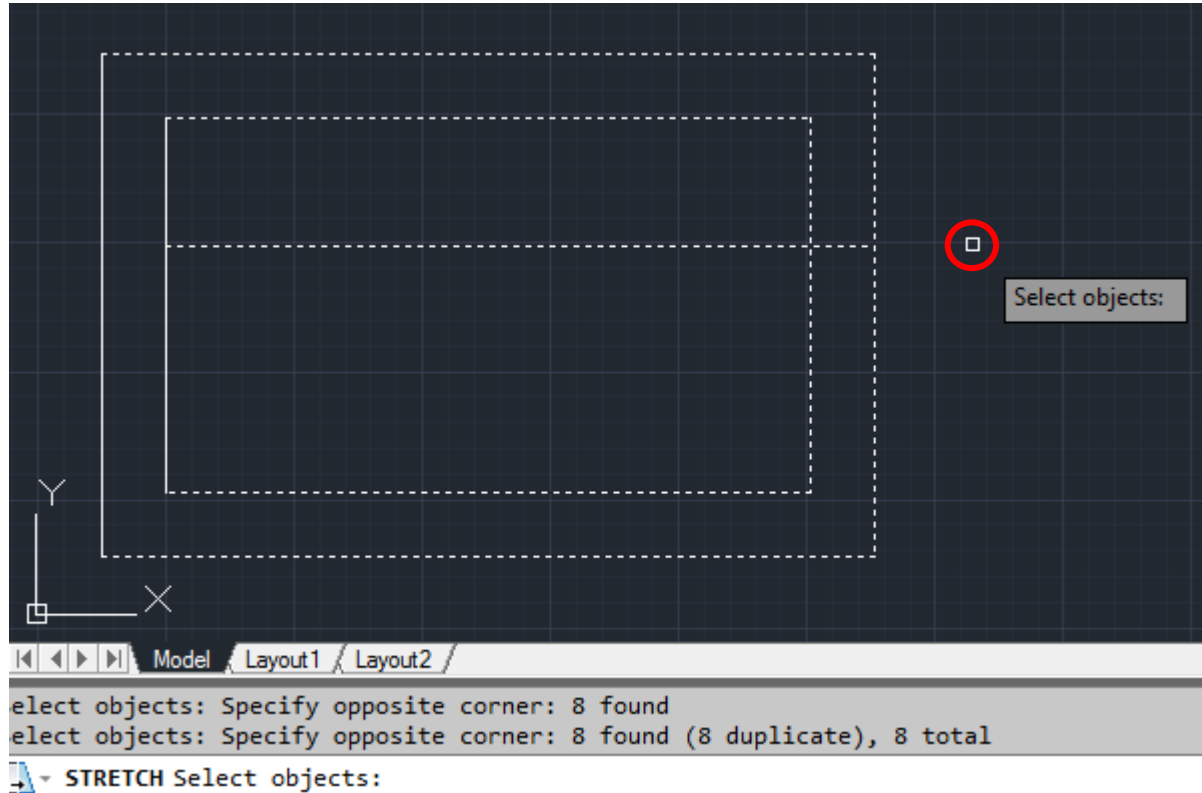 Select objects:
Y
X
Model Layout1 Layout2
elect objects: Specify opposite corner: 8 found
elect objects: Specify opposite corner: 8 found (8 duplicate), 8 total
STRETCH Select objects: